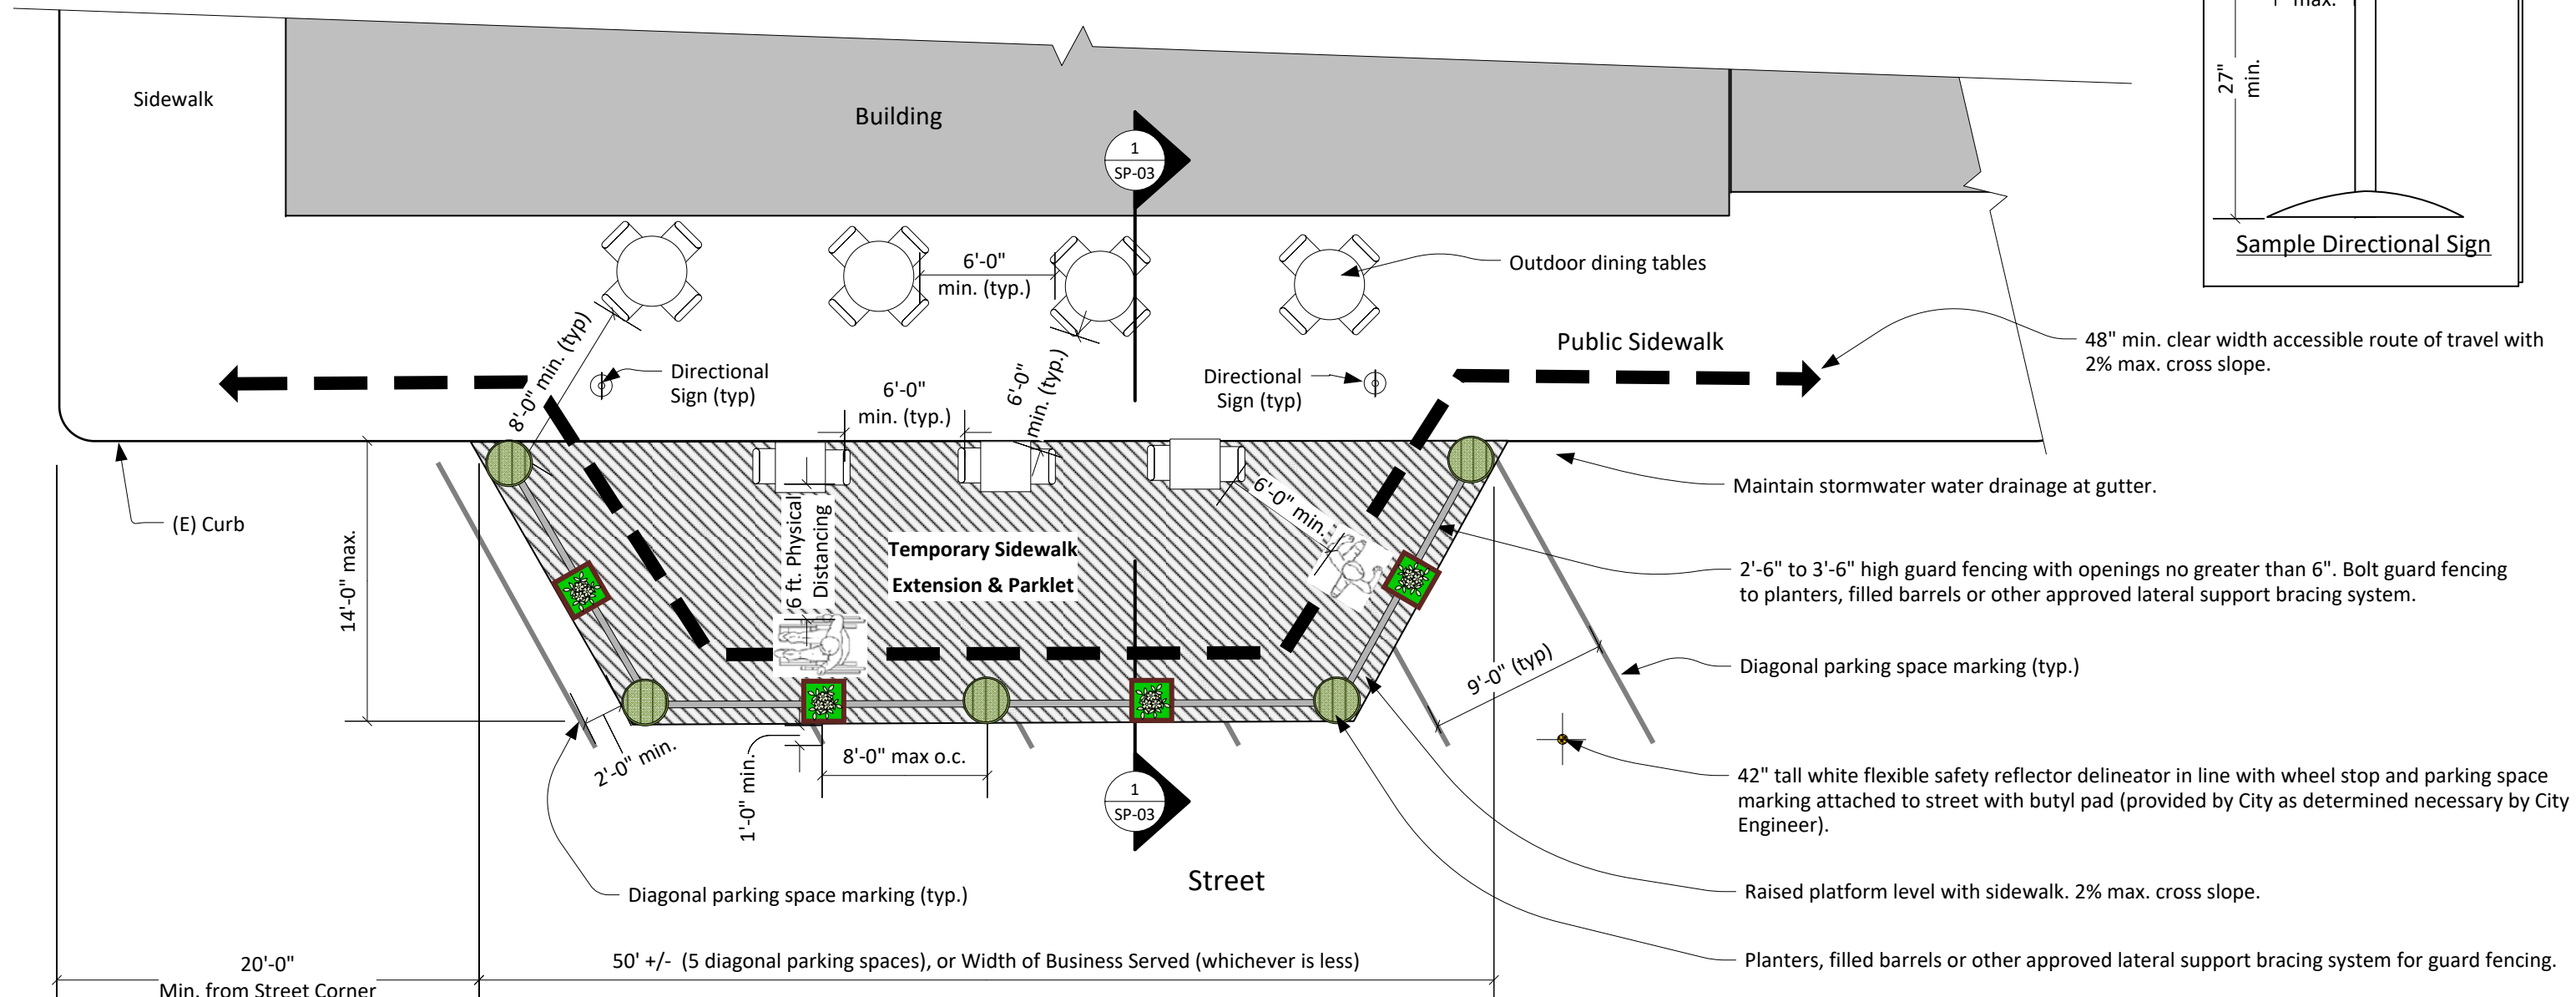 max.
27"
min.
Sample Directional Sign
Sidewalk
Building
1
SP-03
6'-0"
min. (typ.)
Outdoor dining tables
Public Sidewalk
48" min. clear width accessible route of travel with
2% max. cross slope.
8'-0" min. (typ)
Directional
Sign (typ)
6'-0"
min. (typ.)
6'-0"
min. (typ.)
Directional
Sign (typ)
(E) Curb
14'-0" max.
6 ft. Physical
Distancing
Temporary Sidewalk
Extension & Parklet
6'-0" min.
Maintain stormwater water drainage at gutter.
2'-6" to 3'-6" high guard fencing with openings no greater than 6". Bolt guard fencing
to planters, filled barrels or other approved lateral support bracing system.
9'-0" (typ)
Diagonal parking space marking (typ.)
2'-0" min.
1'-0" min.
8'-0" max o.c.
1
SP-03
42" tall white flexible safety reflector delineator in line with wheel stop and parking space
marking attached to street with butyl pad (provided by City as determined necessary by City
Engineer).
Street
Diagonal parking space marking (typ.)
Raised platform level with sidewalk. 2% max. cross slope.
20'-0"
Min. from Street Corner
50' +/- (5 diagonal parking spaces), or Width of Business Served (whichever is less)
Planters, filled barrels or other approved lateral support bracing system for guard fencing.